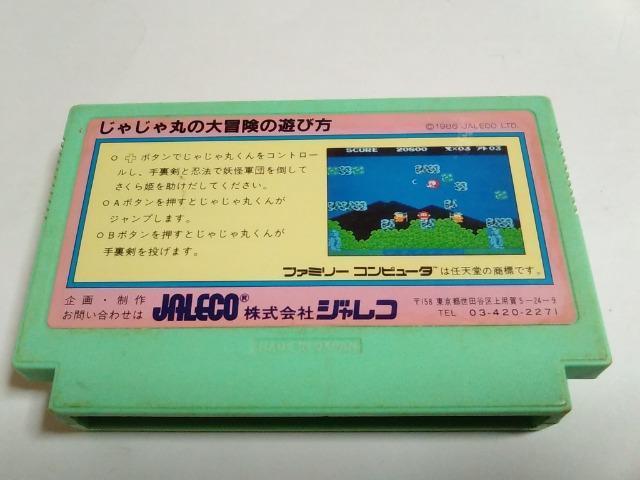 じゃじゃ丸の大冒険の遊び方
©1986 JALECO LTD.
○ ✚ボタンでじゃじゃ丸くんをコントロー
ルし、手裏剣と忍法で妖怪軍団を倒して
さくら姫を助けだしてください。
○Aボタンを押すとじゃじゃ丸くんが
ジャンプします。
○Bボタンを押すとじゃじゃ丸くんが
手裏剣を投げます。
SCORE 20800 ×03 ×03
ファミリー コンピュータは任天堂の商標です。
企画・制作
お問い合わせは JALECO® 株式会社 ジャレコ
〒158 東京都世田谷区上用賀5-24-9
TEL 03-420-2271
MADE IN JAPAN